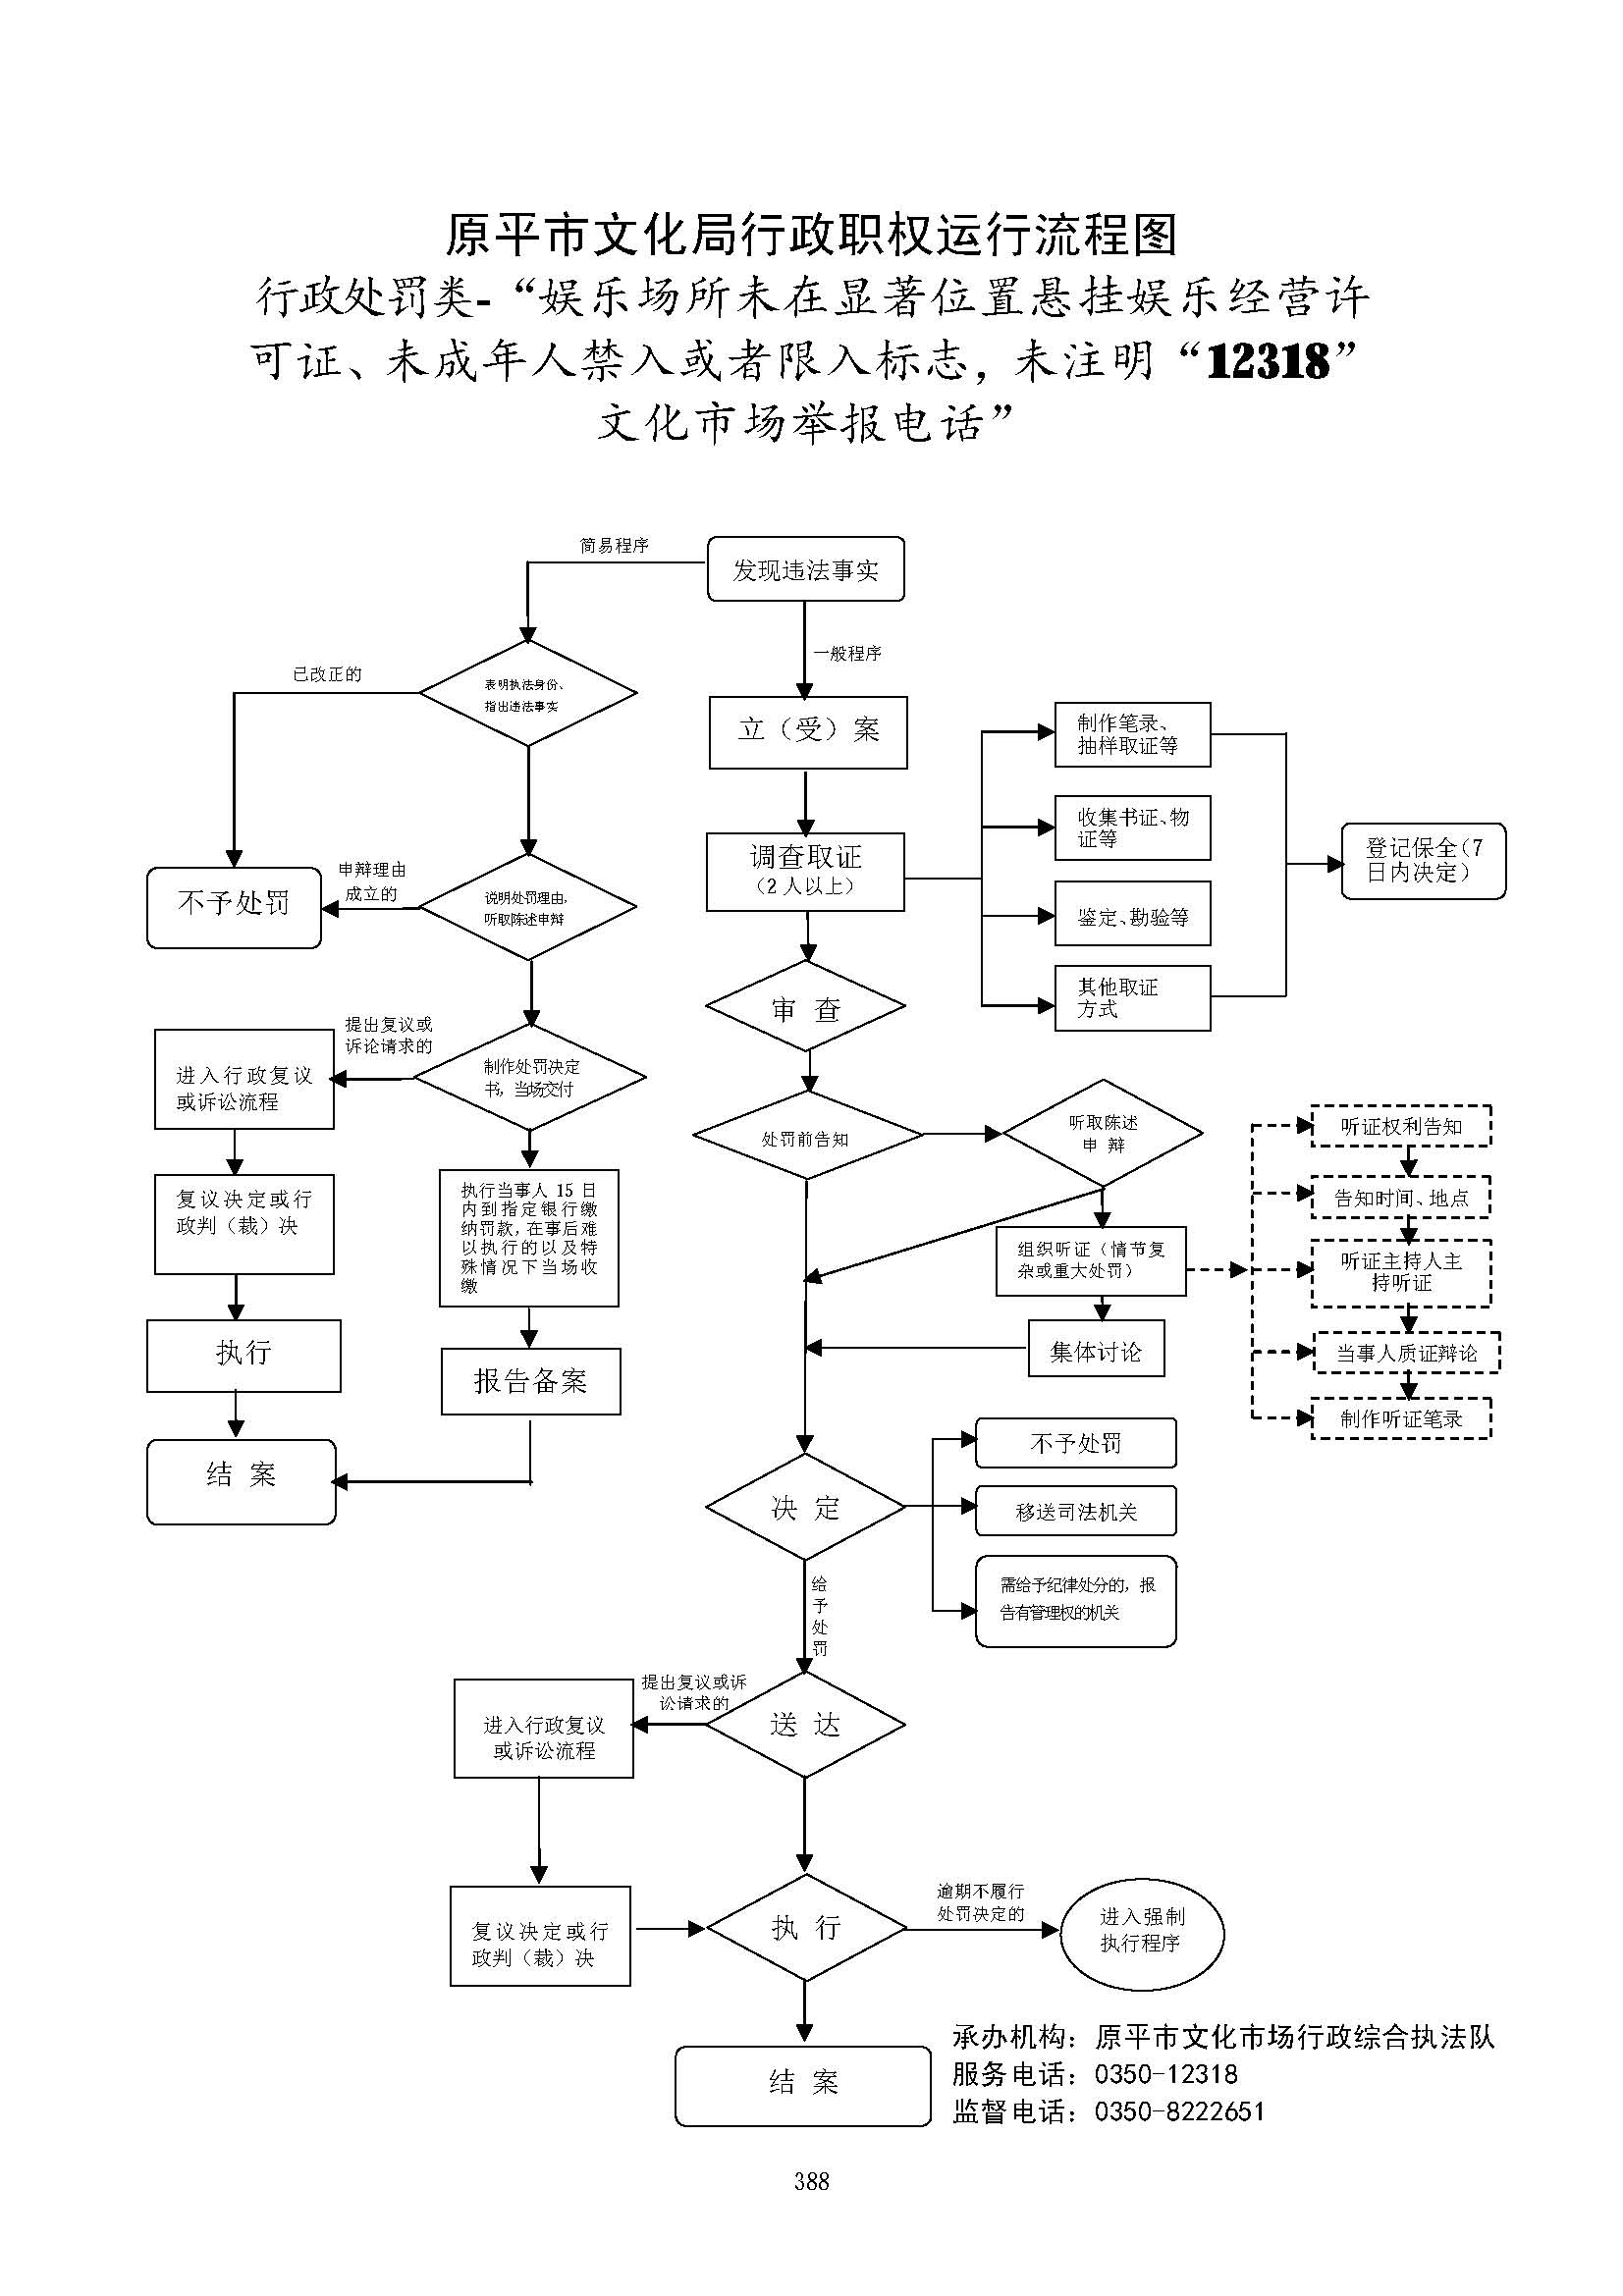 原平市文化局行政职权运行流程图
行政处罚类-“娱乐场所未在显著位置悬挂娱乐经营许
可证、未成年人禁入或者限入标志，未注明“12318”
文化市场举报电话”
简易程序
发现违法事实
一般程序
已改正的
表明执法身份、
指出违法事实
立（受）案
制作笔录、
抽样取证等
收集书证、物
证等
调查取证
（2人以上）
登记保全（7
日内决定）
申辩理由
成立的
不予处罚
说明处罚理由，
听取陈述申辩
鉴定、勘验等
其他取证
方式
审 查
提出复议或
诉论请求的
进入行政复议
或诉讼流程
制作处罚决定
书，当场交付
处罚前告知
听取陈述
申 辩
听证权利告知
复议决定或行
政判（裁）决
执行当事人 15 日
内到指定银行缴
纳罚款，在事后难
以执行的以及特
殊情况下当场收
缴
告知时间、地点
组织听证（情节复
杂或重大处罚）
听证主持人主
持听证
执行
报告备案
集体讨论
当事人质证辩论
制作听证笔录
结 案
不予处罚
决 定
移送司法机关
需给予纪律处分的，报
告有管理权的机关
给
予
处
罚
提出复议或诉
讼请求的
进入行政复议
或诉讼流程
送 达
复议决定或行
政判（裁）决
执 行
逾期不履行
处罚决定的
进入强制
执行程序
结 案
承办机构：原平市文化市场行政综合执法队
服务电话：0350-12318
监督电话：0350-8222651
388